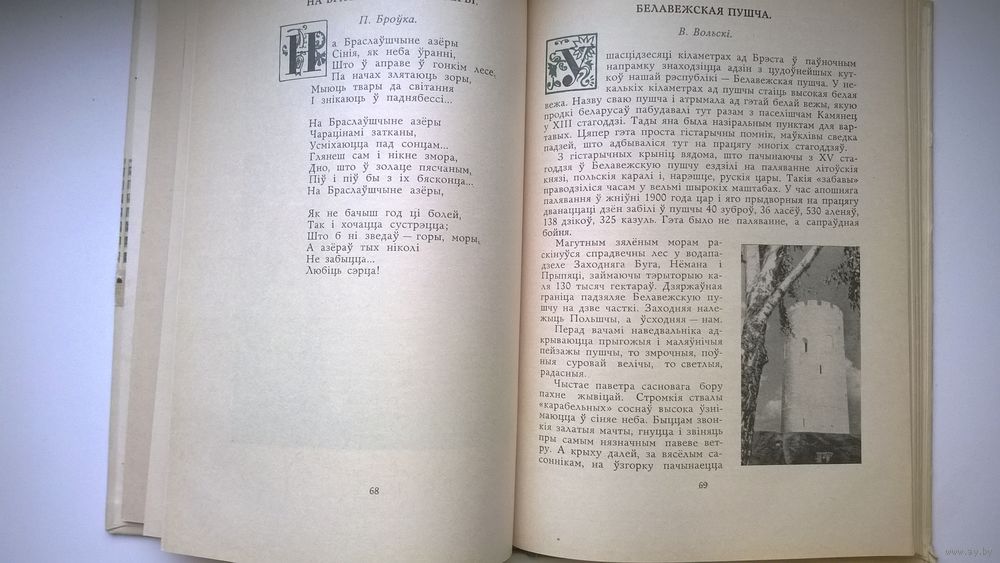 НА
П. Броўка.
На Браслаўшчыне азёры
Сінія, як неба ўранні,
Што ў аправе ў гонкім лесе,
Па начах злятаюць зоры,
Мыюць твары да світання
І знікаюць ў паднябессі...
На Браслаўшчыне азёры
Чарацінамі затканы,
Усміхаюцца пад сонцам...
Глянеш сам і нікне змора,
Дно, што ў золаце пясчаным,
Піў і піў бы з іх бясконца...
На Браслаўшчыне азёры,
Як не бачыш год ці болей,
Так і хочацца сустрэцца;
Што б ні зведаў — горы, моры,
А азёраў тых ніколі
Не забыцца...
Любіць сэрца!
68
БЕЛАВЕЖСКАЯ ПУШЧА.
В. Вольскі.
У шасцідзесяці кіламетрах ад Брэста ў паўночным
напрамку знаходзіцца адзін з цудоўнейшых кут-
коў нашай рэспублікі — Белавежская пушча. У не-
калькіх кіламетрах ад пушчы стаіць высокая белая
вежа. Назву сваю пушча і атрымала ад гэтай белай вежы, якую
продкі беларусаў пабудавалі тут разам з паселішчам Камянец
у XIII стагоддзі. Тады яна была назіральным пунктам для вар-
тавых. Цяпер гэта проста гістарычны помнік, маўклівы сведка
падзей, што адбываліся тут на працягу многіх стагоддзяў.
З гістарычных крыніц вядома, што пачынаючы з XV ста-
годдзя ў Белавежскую пушчу ездзілі на паляванне літоўскія
князі, польскія каралі і, нарэшце, рускія цары. Такія «забавы»
праводзіліся часам у вельмі шырокіх маштабах. У час апошняга
палявання ў жніўні 1900 года цар і яго прыдворныя на працягу
дванаццаці дзён забілі ў пушчы 40 зуброў, 36 ласёў, 530 аленяў,
138 дзікоў, 325 казуль. Гэта было не паляванне, а сапраўдная
бойня.
Магутным зялёным морам ра-
скінуўся спрадвечны лес у водапа-
дзеле Заходняга Буга, Нёмана і
Прыпяці, займаючы тэрыторыю ка-
ля 130 тысяч гектараў. Дзяржаўная
граніца падзяляе Белавежскую пу-
шчу на дзве часткі. Заходняя нале-
жыць Польшчы, а ўсходняя — нам.
Перад вачамі наведвальніка ад-
крываюцца прыгожыя і маляўнічыя
пейзажы пушчы, то змрочныя, поў-
ныя суровай велічы, то светлыя,
радасныя.
Чыстае паветра сасновага бору
пахне жывіцай. Стромкія ствалы
«карабельных» соснаў высока ўзні-
маюцца ў сіняе неба. Быццам звон-
кія залатыя мачты, гнуцца і звіняць
пры самым нязначным павеве вет-
ру. А крыху далей, за вясёлым са-
соннікам, на ўзгорку пачынаецца
69
www.ay.by